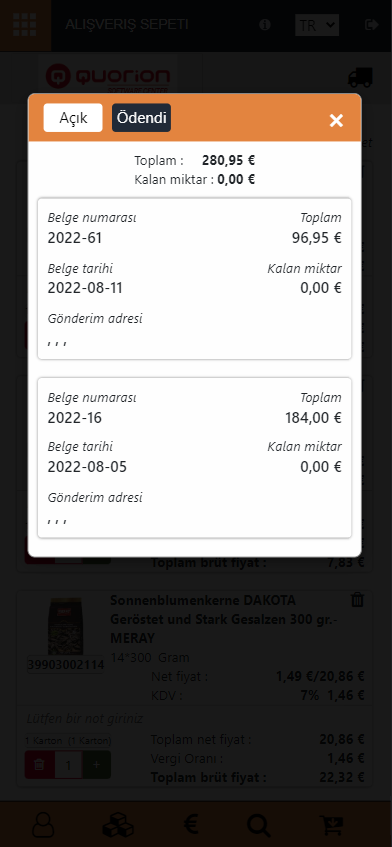 ALIŞVERİŞ SEPETI
TR
QUORION
Açık
Ödendi
×
Toplam : 280,95 €
Kalan miktar : 0,00 €
Belge numarası Toplam
2022-61 96,95 €
Belge tarihi Kalan miktar
2022-08-11 0,00 €
Gönderim adresi
, , ,
Belge numarası Toplam
2022-16 184,00 €
Belge tarihi Kalan miktar
2022-08-05 0,00 €
Gönderim adresi
, , ,
Toplam brüt fiyat : 7,83 €
Sonnenblumenkerne DAKOTA
Geröstet und Stark Gesalzen 300 gr.-
MERAY
39903002114
14*300 Gram
Net fiyat : 1,49 €/20,86 €
KDV : 7% 1,46 €
Lütfen bir not giriniz
1 Karton (1 Karton)
1 +
Toplam net fiyat : 20,86 €
Vergi Oranı : 1,46 €
Toplam brüt fiyat : 22,32 €